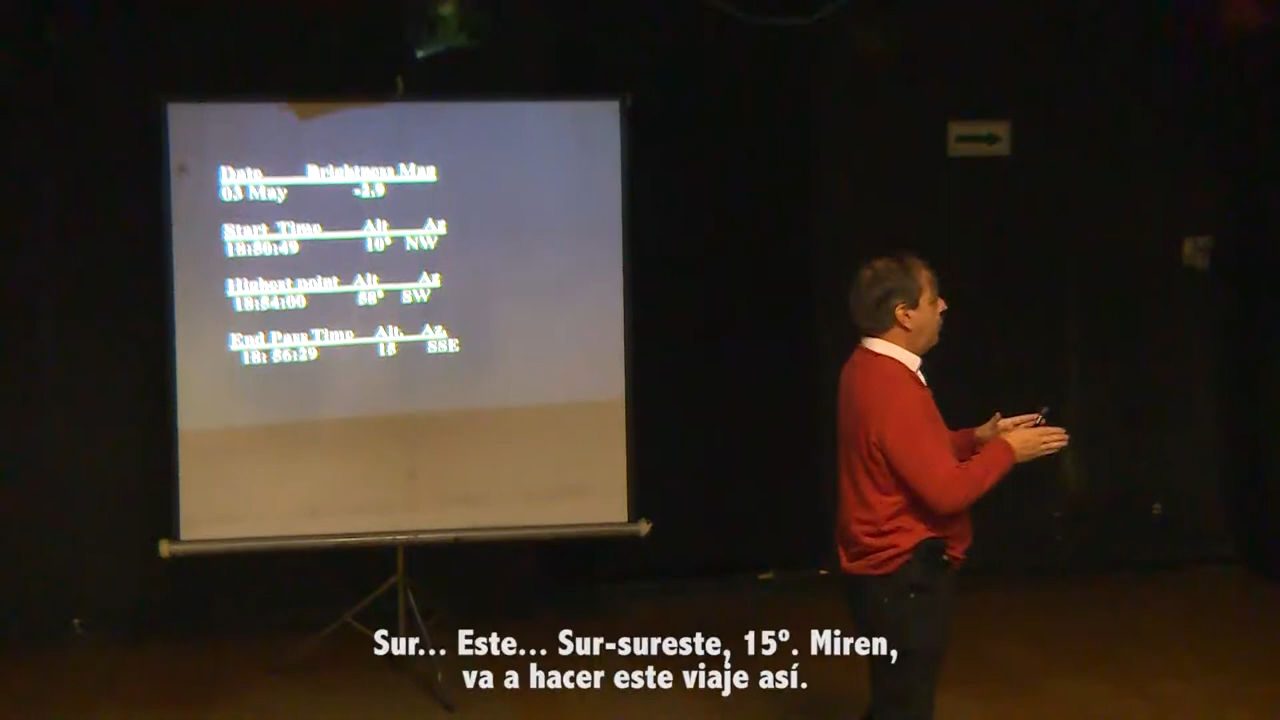 Date Brightness Mag
03 May -2.9
Start Time Alt Az
18:50:49 10° NW
Highest point Alt Az
18:54:00 58° SW
End Pass Time Alt. Az.
18: 56:29 15 SSE
Sur... Este... Sur-sureste, 15º. Miren,
va a hacer este viaje así.